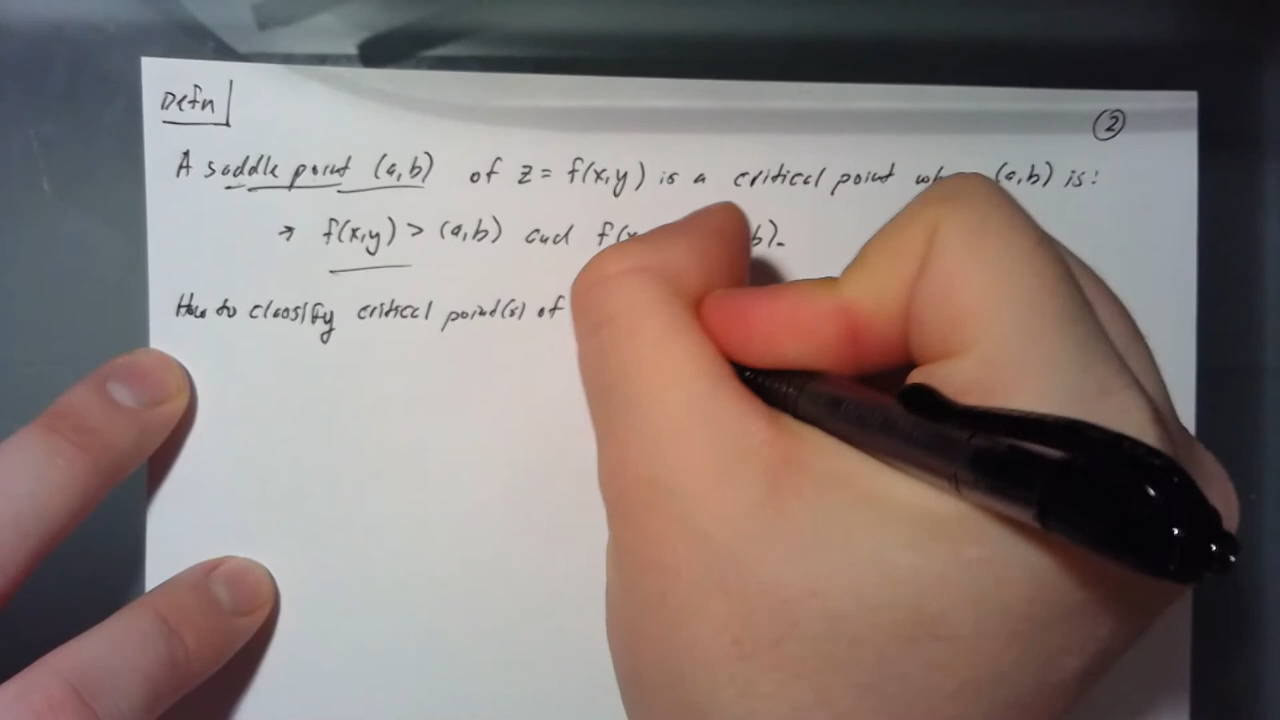 Defn
②
A saddle point (a,b) of z = f(x,y) is a critical point (a,b) is:
→ f(x,y) > (a,b) and
How to classify critical point(s) of